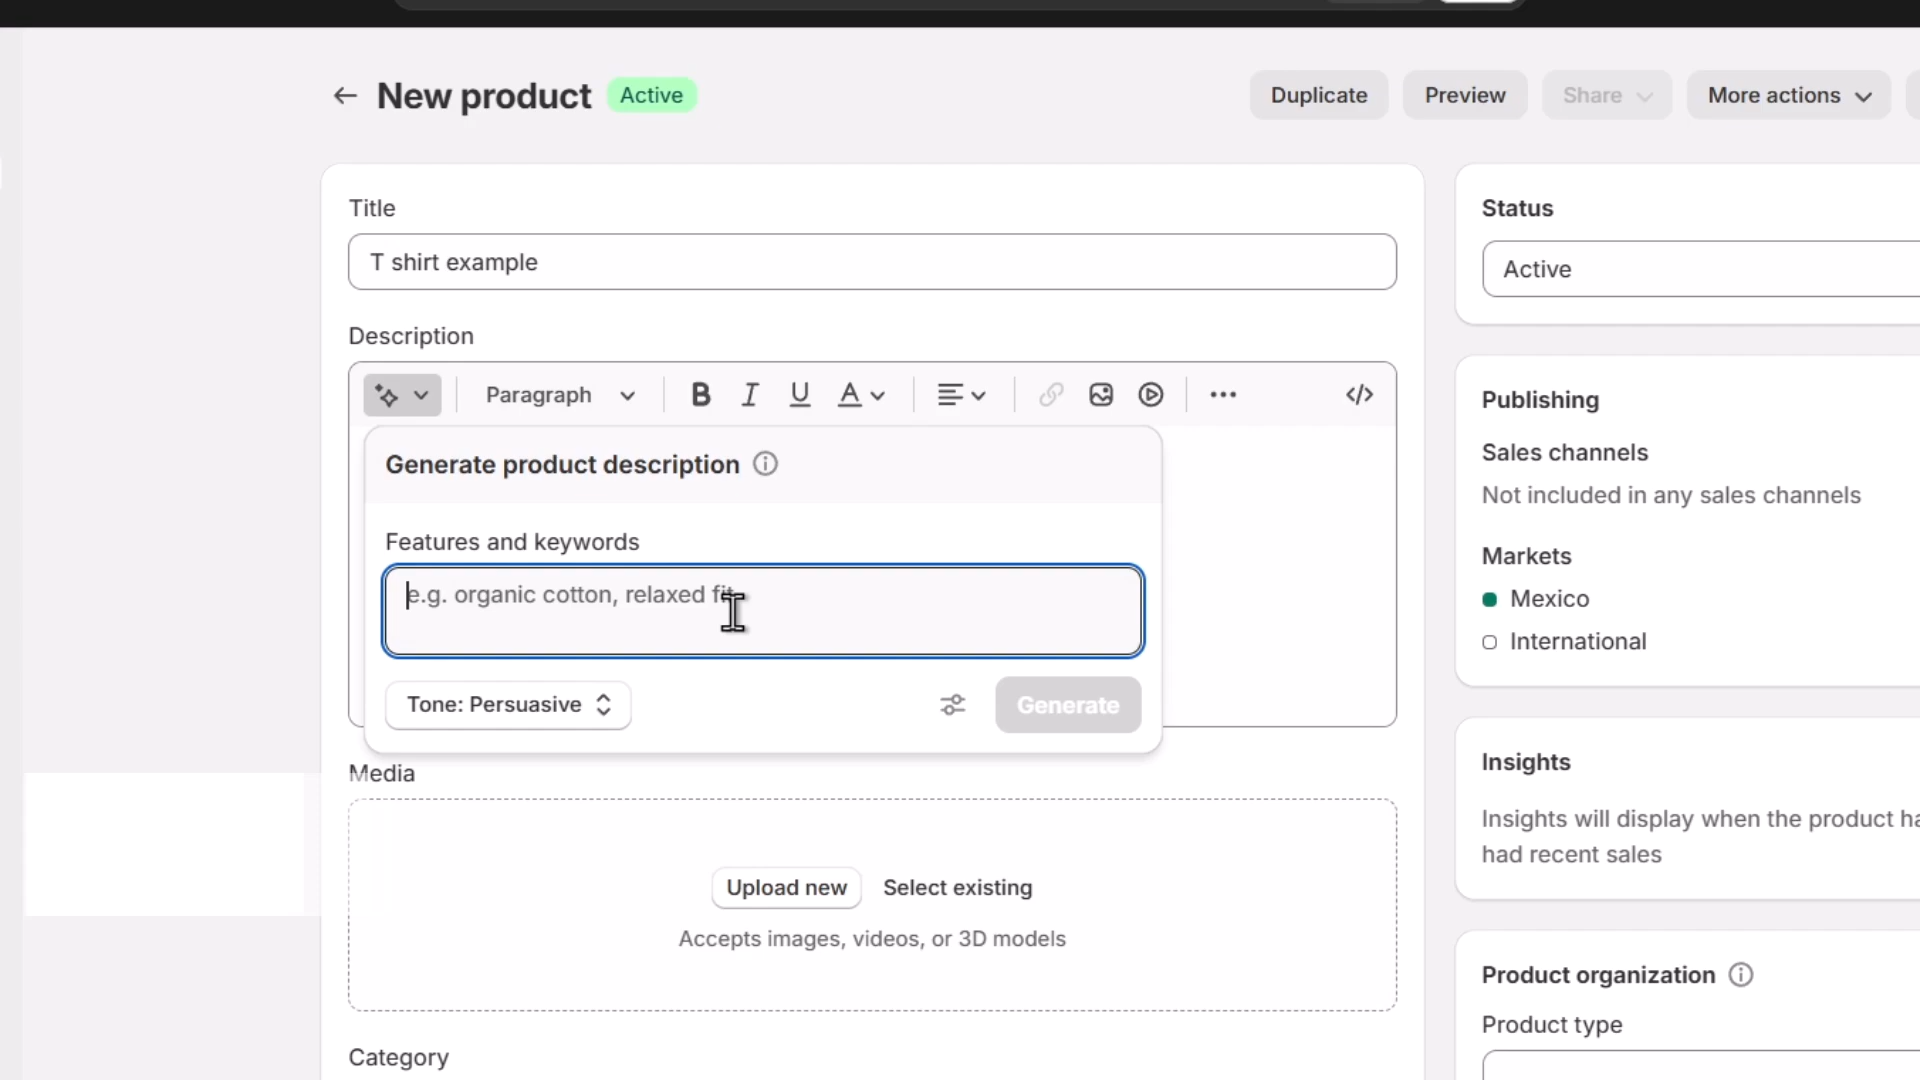 New product
Active
Duplicate
Preview
Share
More actions
Title
T shirt example
Description
Paragraph
B
I
U
A
</>
Generate product description
Features and keywords
e.g. organic cotton, relaxed fit
Tone: Persuasive
Generate
Media
Upload new
Select existing
Accepts images, videos, or 3D models
Category
Status
Active
Publishing
Sales channels
Not included in any sales channels
Markets
Mexico
International
Insights
Insights will display when the product ha
had recent sales
Product organization
Product type